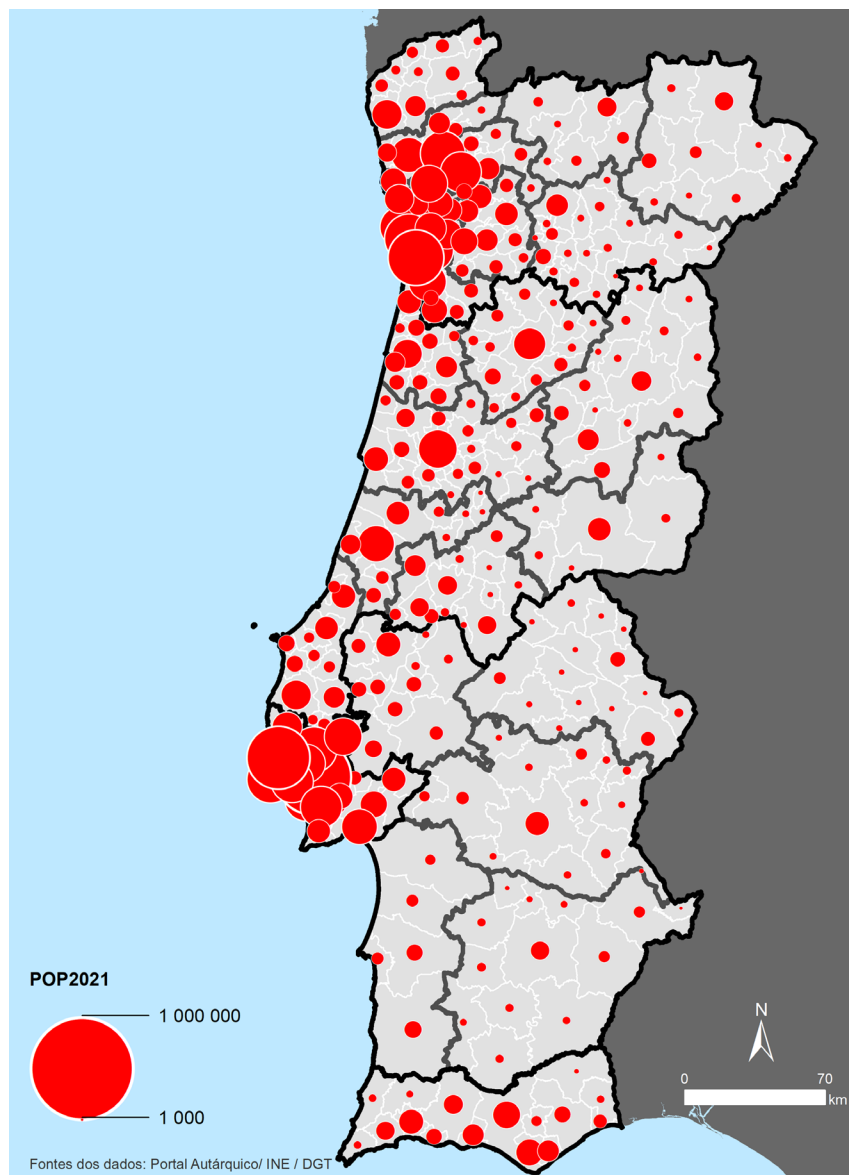 POP2021
1 000 000
1 000
N
0 70
km
Fontes dos dados: Portal Autárquico/ INE / DGT